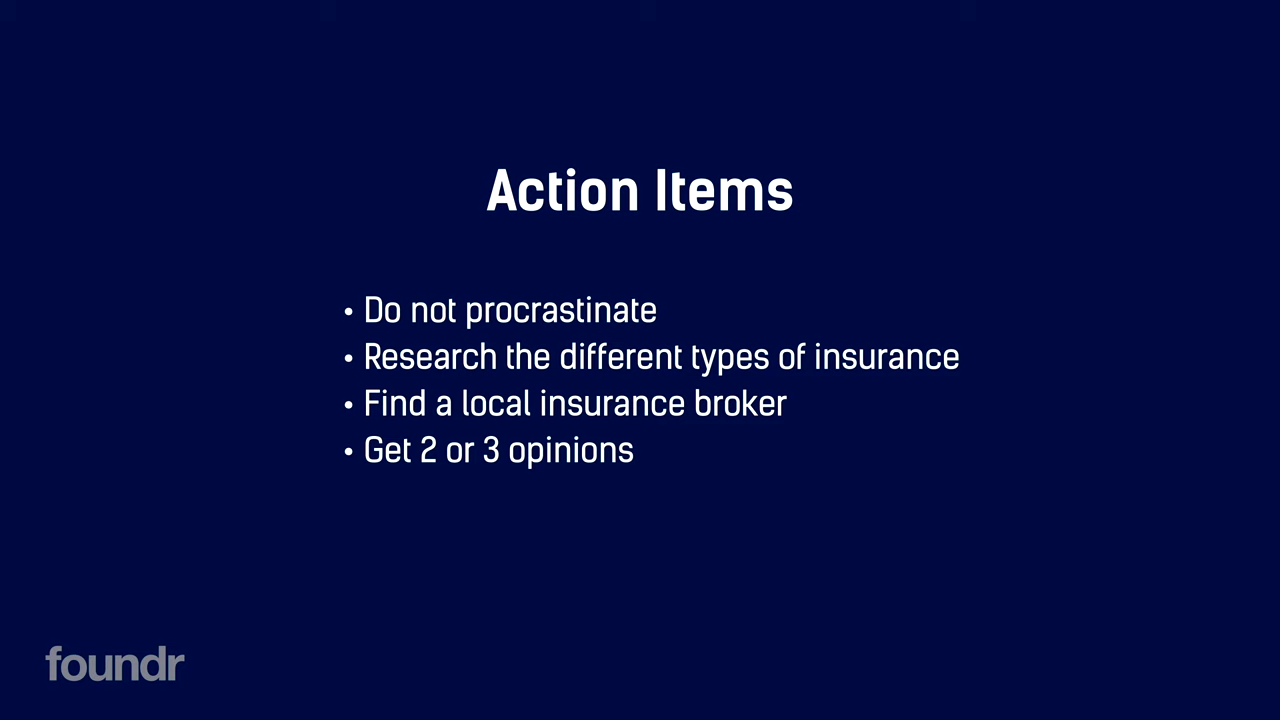 Action Items
• Do not procrastinate
• Research the different types of insurance
• Find a local insurance broker
• Get 2 or 3 opinions
foundr